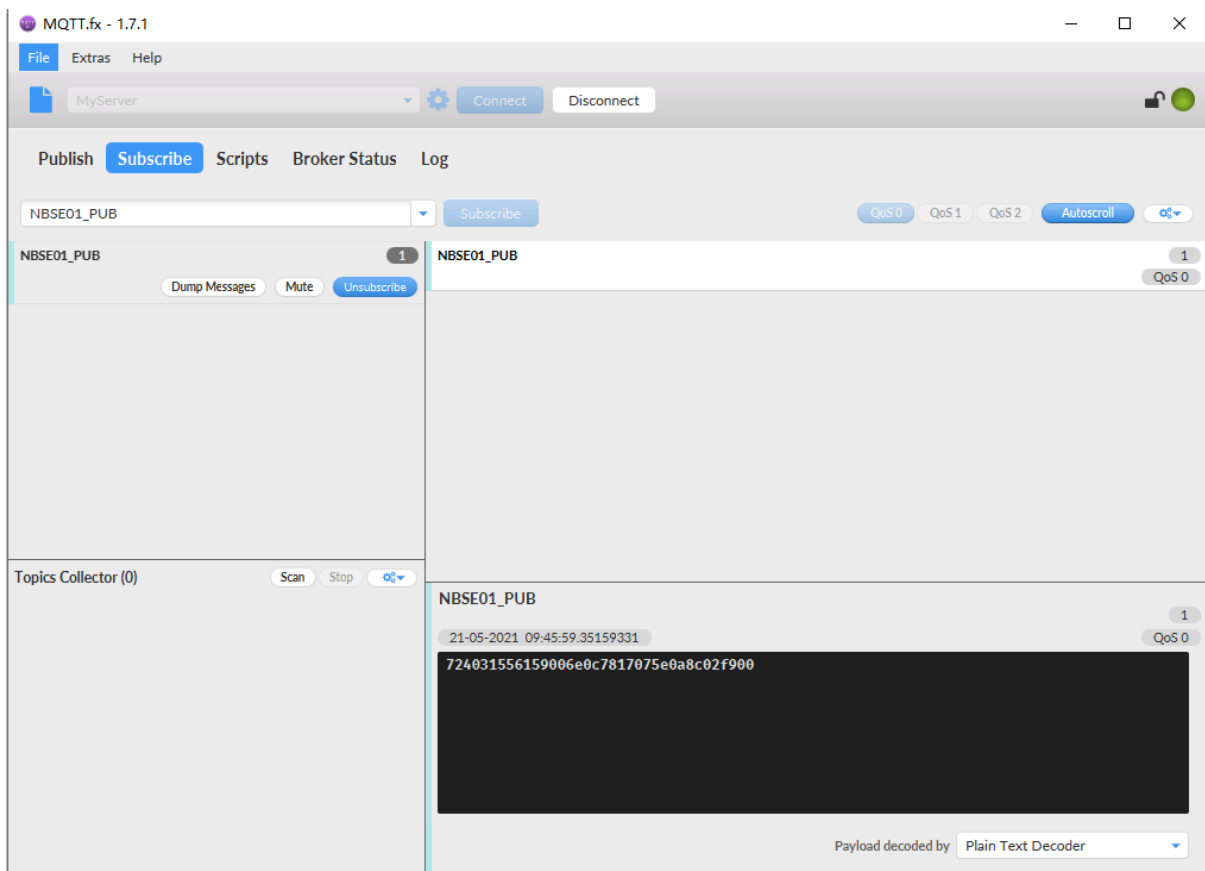 MQTT.fx - 1.7.1
File Extras Help
MyServer Connect Disconnect
Publish Subscribe Scripts Broker Status Log
NBSE01_PUB Subscribe QoS 0 QoS 1 QoS 2 Autoscroll
NBSE01_PUB 1
Dump Messages Mute Unsubscribe
NBSE01_PUB 1
QoS 0
Topics Collector (0) Scan Stop
NBSE01_PUB
1
21-05-2021 09:45:59.35159331 QoS 0
724031556159006e0c7817075e0a8c02f900
Payload decoded by Plain Text Decoder